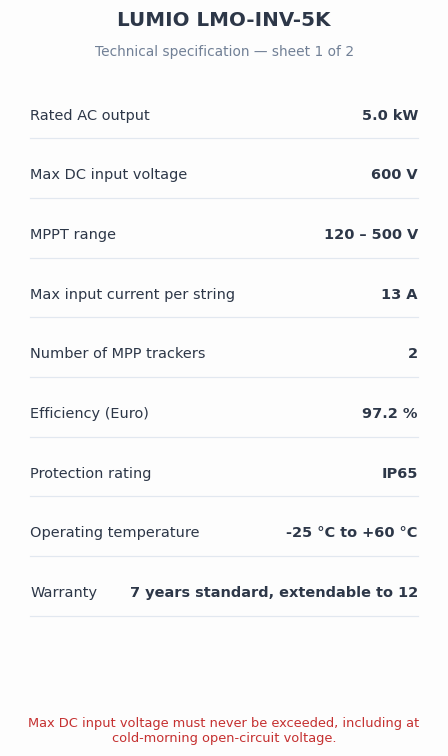 LUMIO LMO-INV-5K
Technical specification — sheet 1 of 2
Rated AC output 5.0 kW
Max DC input voltage 600 V
MPPT range 120 – 500 V
Max input current per string 13 A
Number of MPP trackers 2
Efficiency (Euro) 97.2 %
Protection rating IP65
Operating temperature -25 °C to +60 °C
Warranty 7 years standard, extendable to 12
Max DC input voltage must never be exceeded, including at
cold-morning open-circuit voltage.